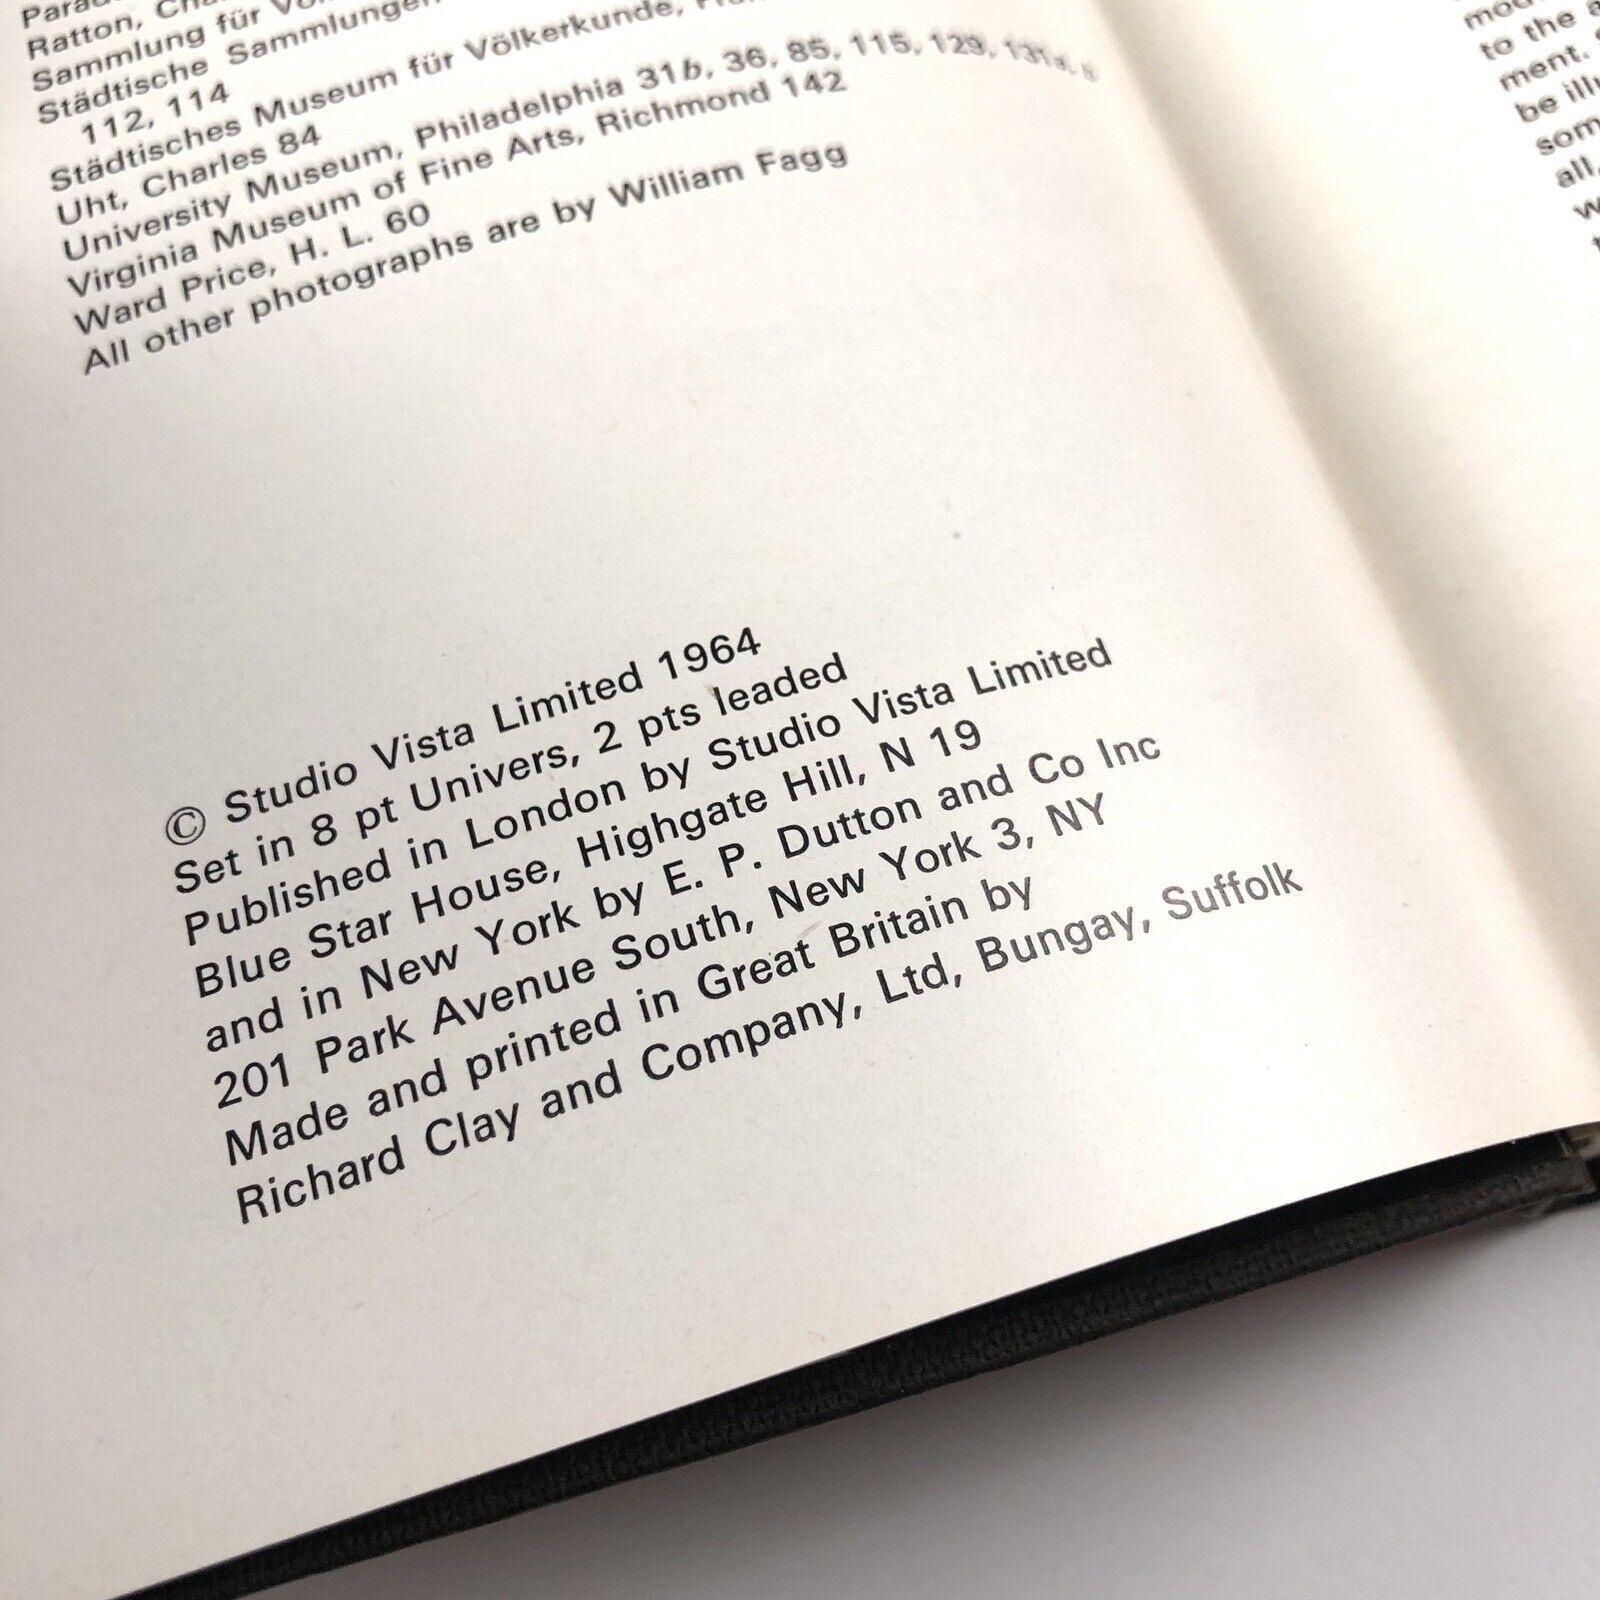 Ratton,
Sammlung für
Städtische Sammlungen
112, 114
Städtisches Museum für Völkerkunde,
Uht, Charles 84
University Museum, Philadelphia 31b, 36, 85, 115, 129, 131a,
Virginia Museum of Fine Arts, Richmond 142
Ward Price, H. L. 60
All other photographs are by William Fagg
© Studio Vista Limited 1964
Set in 8 pt Univers, 2 pts leaded
Published in London by Studio Vista Limited
Blue Star House, Highgate Hill, N 19
and in New York by E. P. Dutton and Co Inc
201 Park Avenue South, New York 3, NY
Made and printed in Great Britain by
Richard Clay and Company, Ltd, Bungay, Suffolk
to the
ment.
be
all,